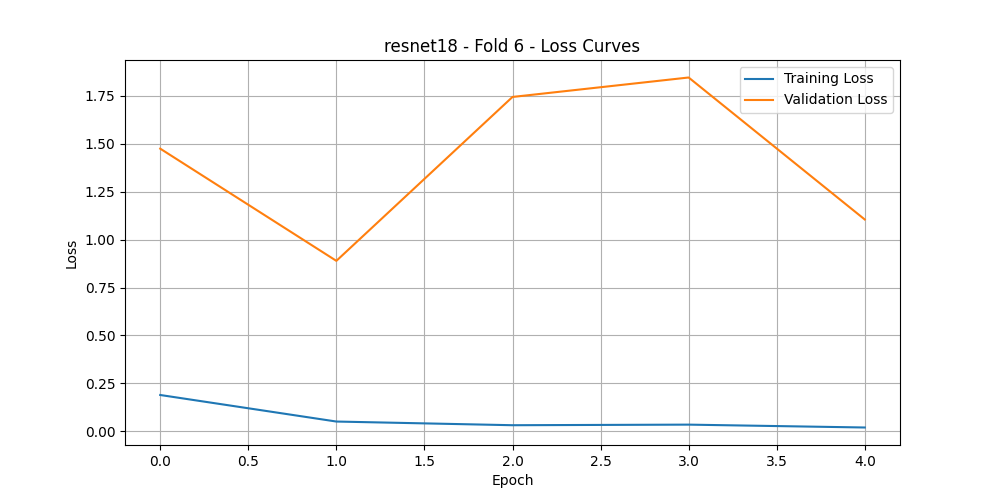 resnet18 - Fold 6 - Loss Curves
Training Loss
Validation Loss
1.75
1.50
1.25
1.00
0.75
0.50
0.25
0.00
Loss
0.0 0.5 1.0 1.5 2.0 2.5 3.0 3.5 4.0
Epoch